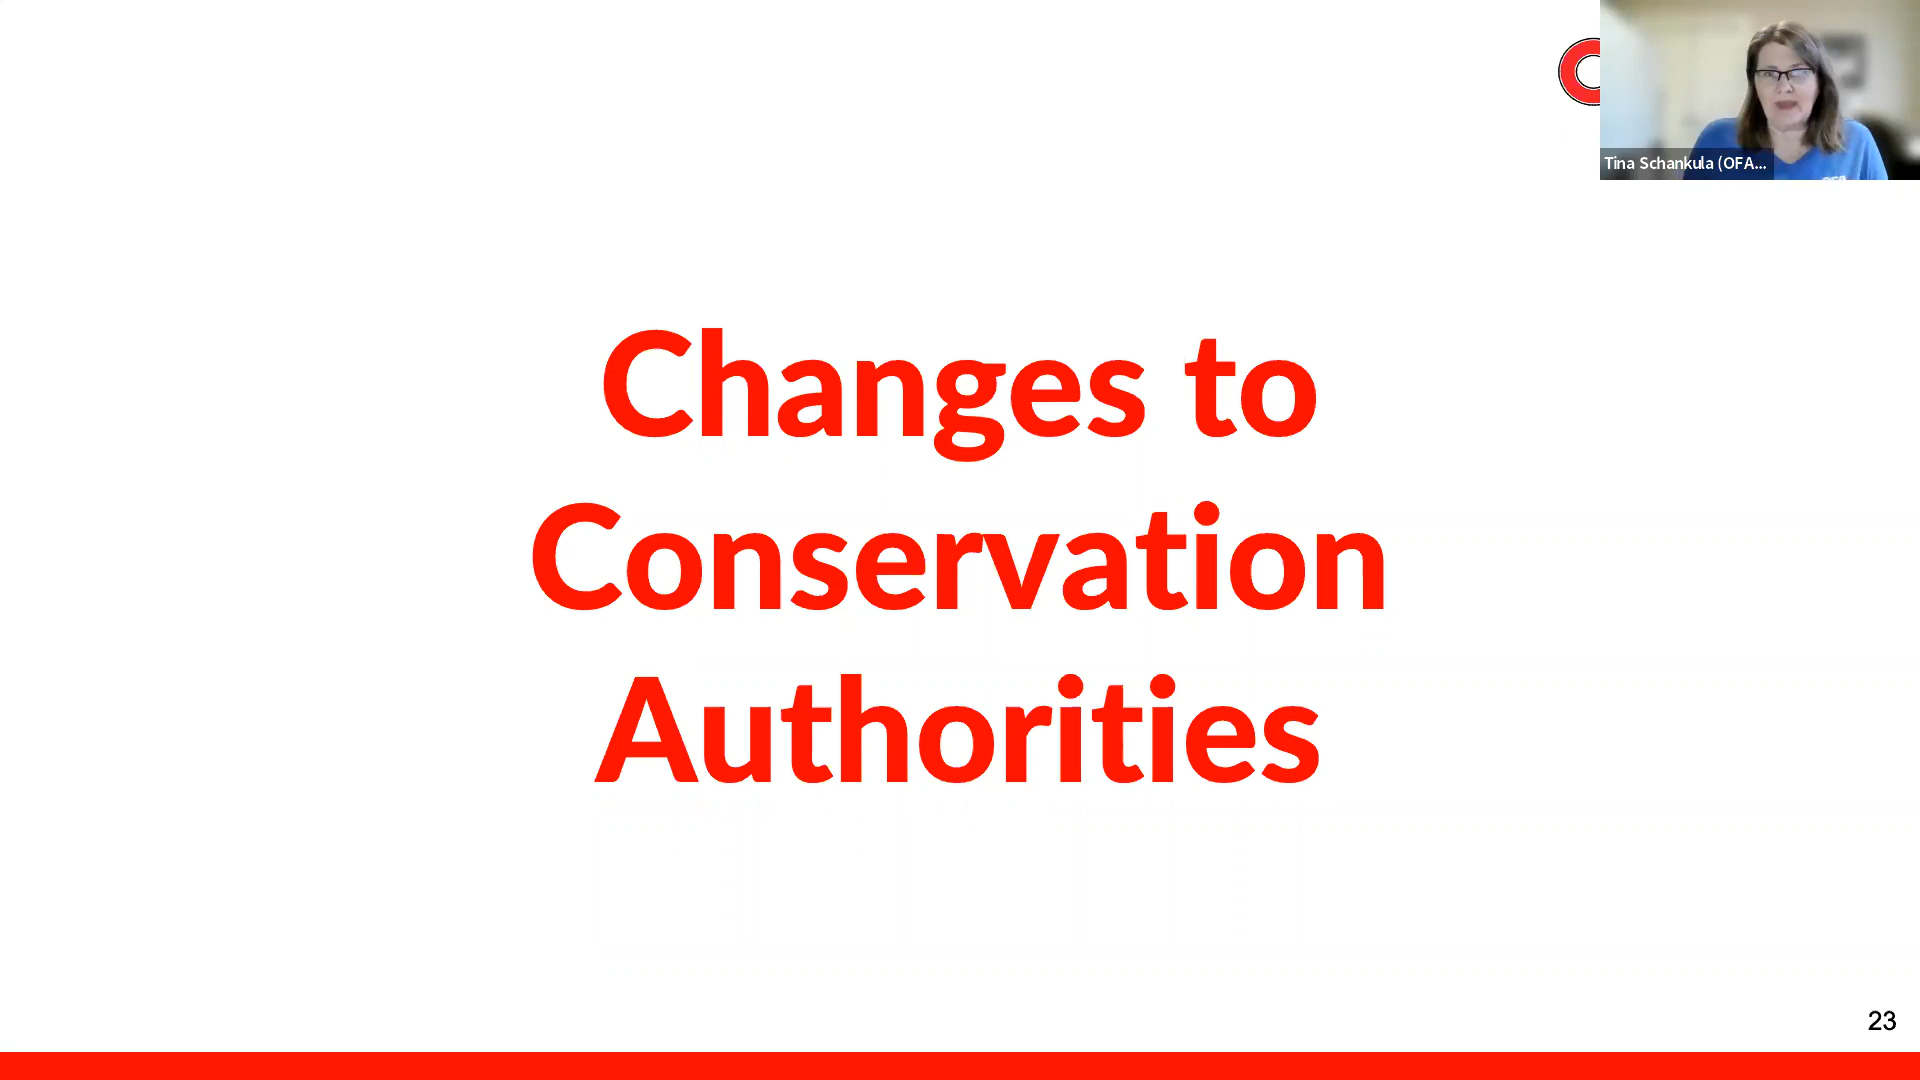 Tina Schankula (OFA...
Changes to
Conservation
Authorities
23